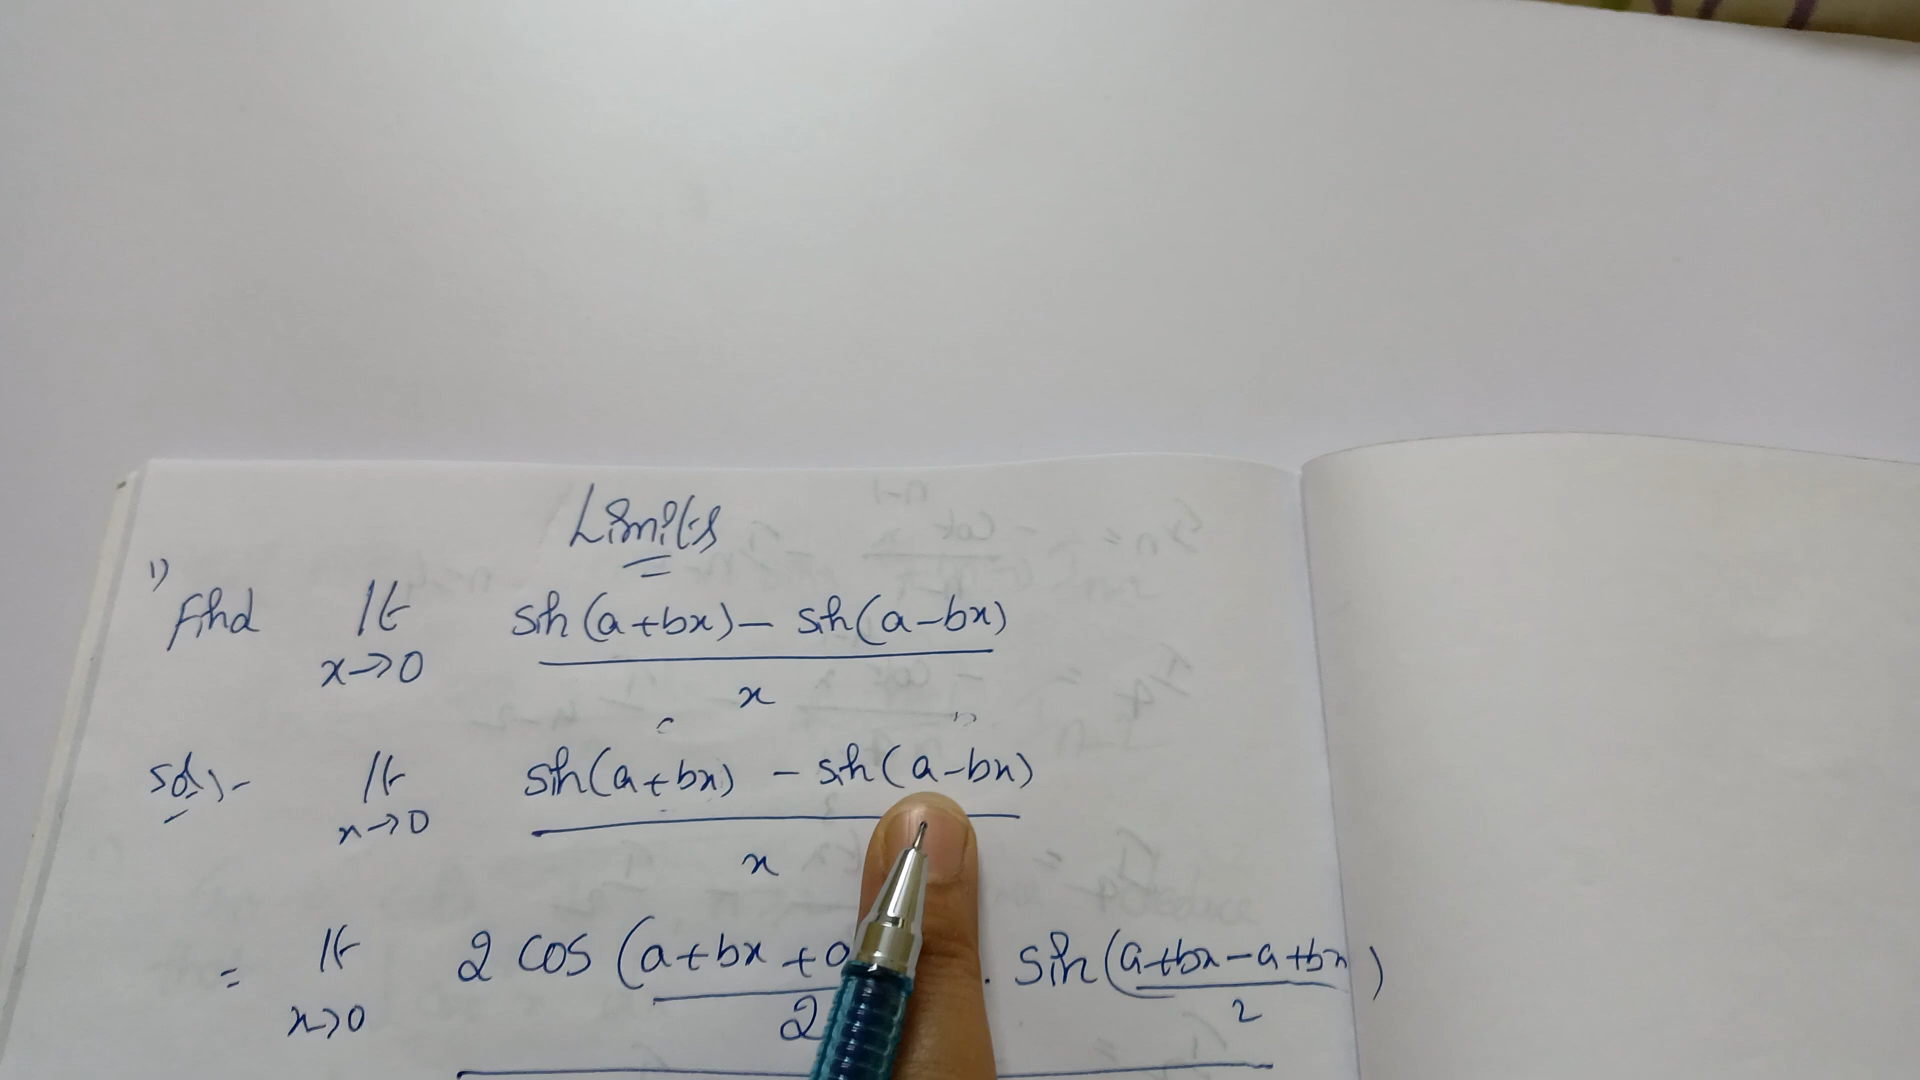 Limits
1)
Find lt x→0 sin(a+bx) – sin(a-bx) / x
Sol:- lt x→0 sin(a+bx) - sin(a-bx) / x
= lt x→0 2 cos (a+bx+a / 2 . sin(a+bx-a+bx / 2)